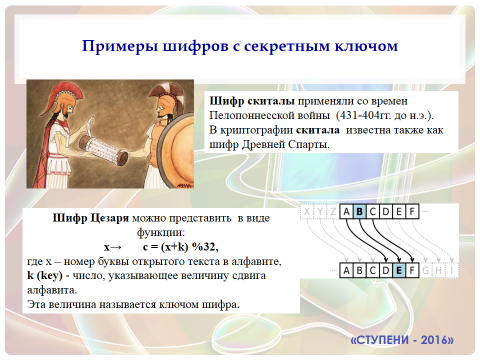 Примеры шифров с секретным ключом
Шифр скиталы применяли со времен
Пелопоннесской войны (431-404гг. до н.э.).
В криптографии скитала известна также как
шифр Древней Спарты.
Шифр Цезаря можно представить в виде
функции:
x→ c = (x+k) %32,
где x – номер буквы открытого текста в алфавите,
k (key) - число, указывающее величину сдвига
алфавита.
Эта величина называется ключом шифра.
··· X Y Z A B C D E F ···
··· A B C D E F G H I ···
«СТУПЕНИ - 2016»